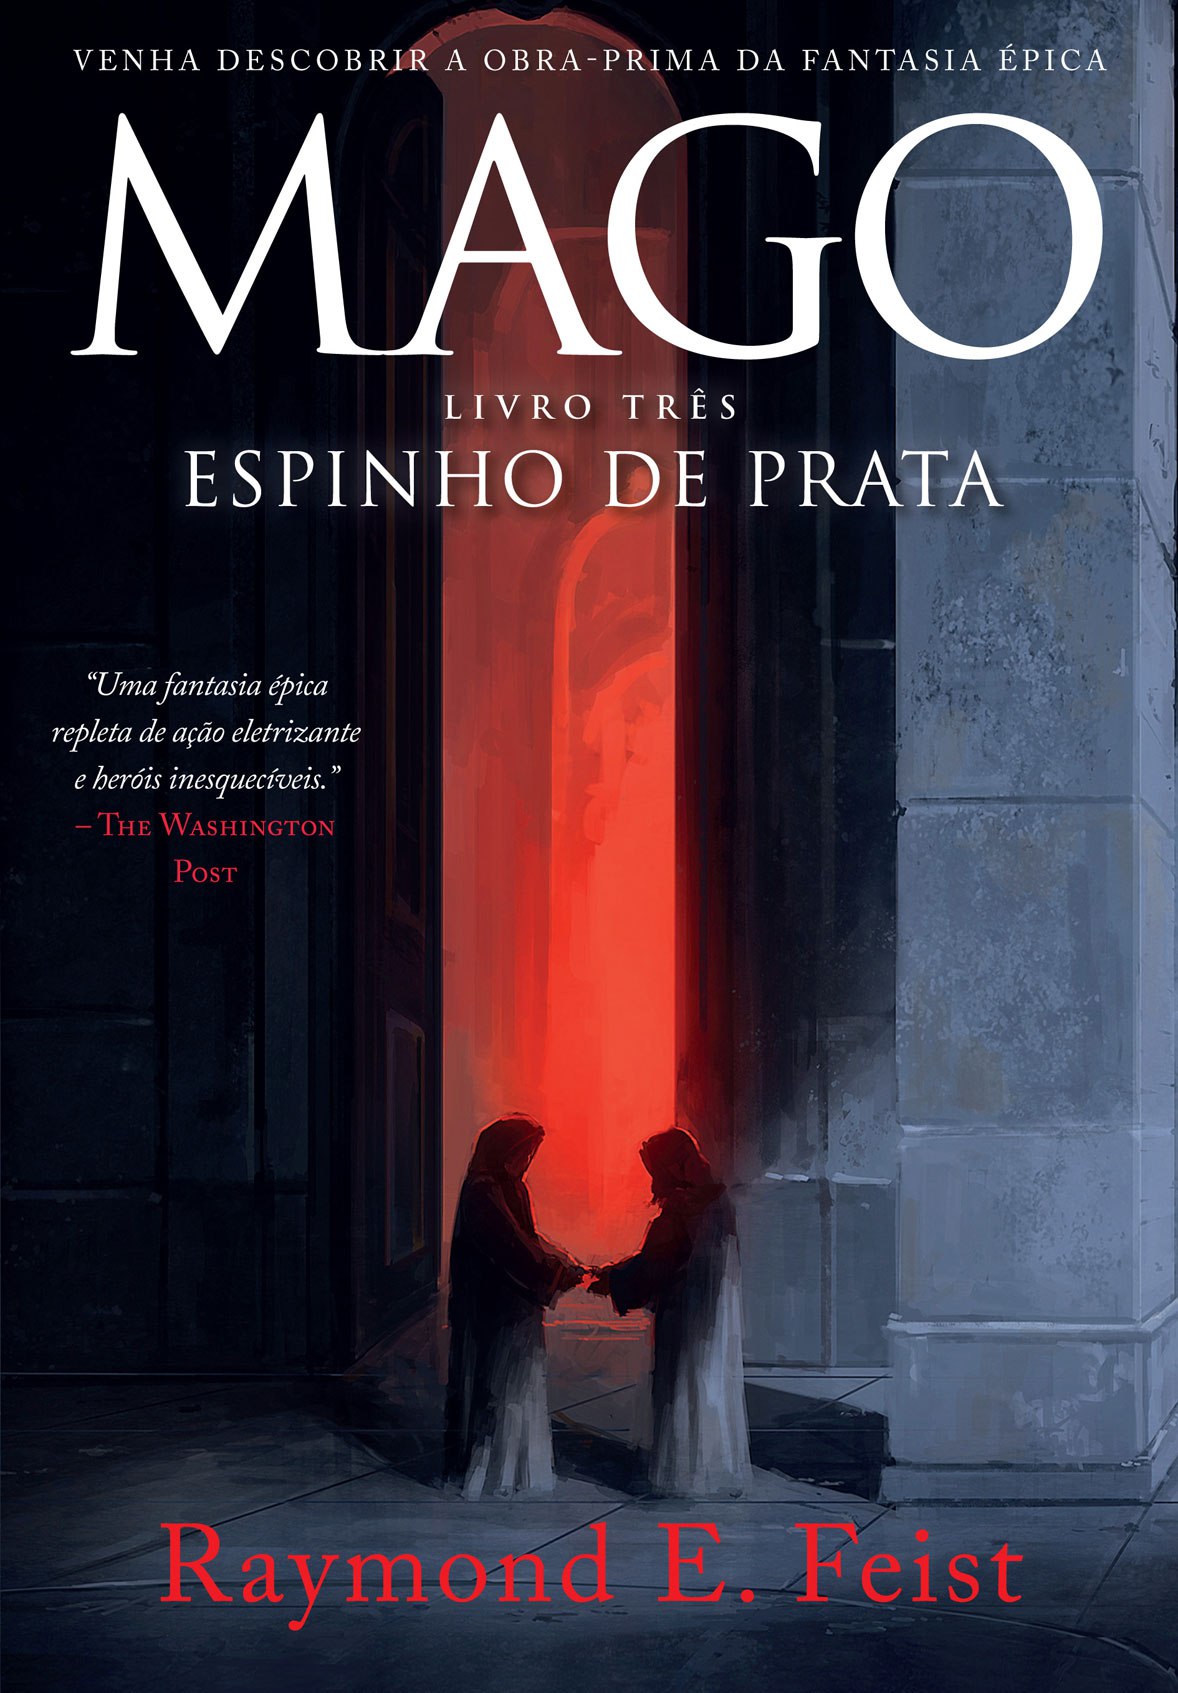 VENHA DESCOBRIR A OBRA-PRIMA DA FANTASIA ÉPICA
MAGO
LIVRO TRÊS
ESPINHO DE PRATA
“Uma fantasia épica
repleta de ação eletrizante
e heróis inesquecíveis.”
– THE WASHINGTON
POST
Raymond E. Feist